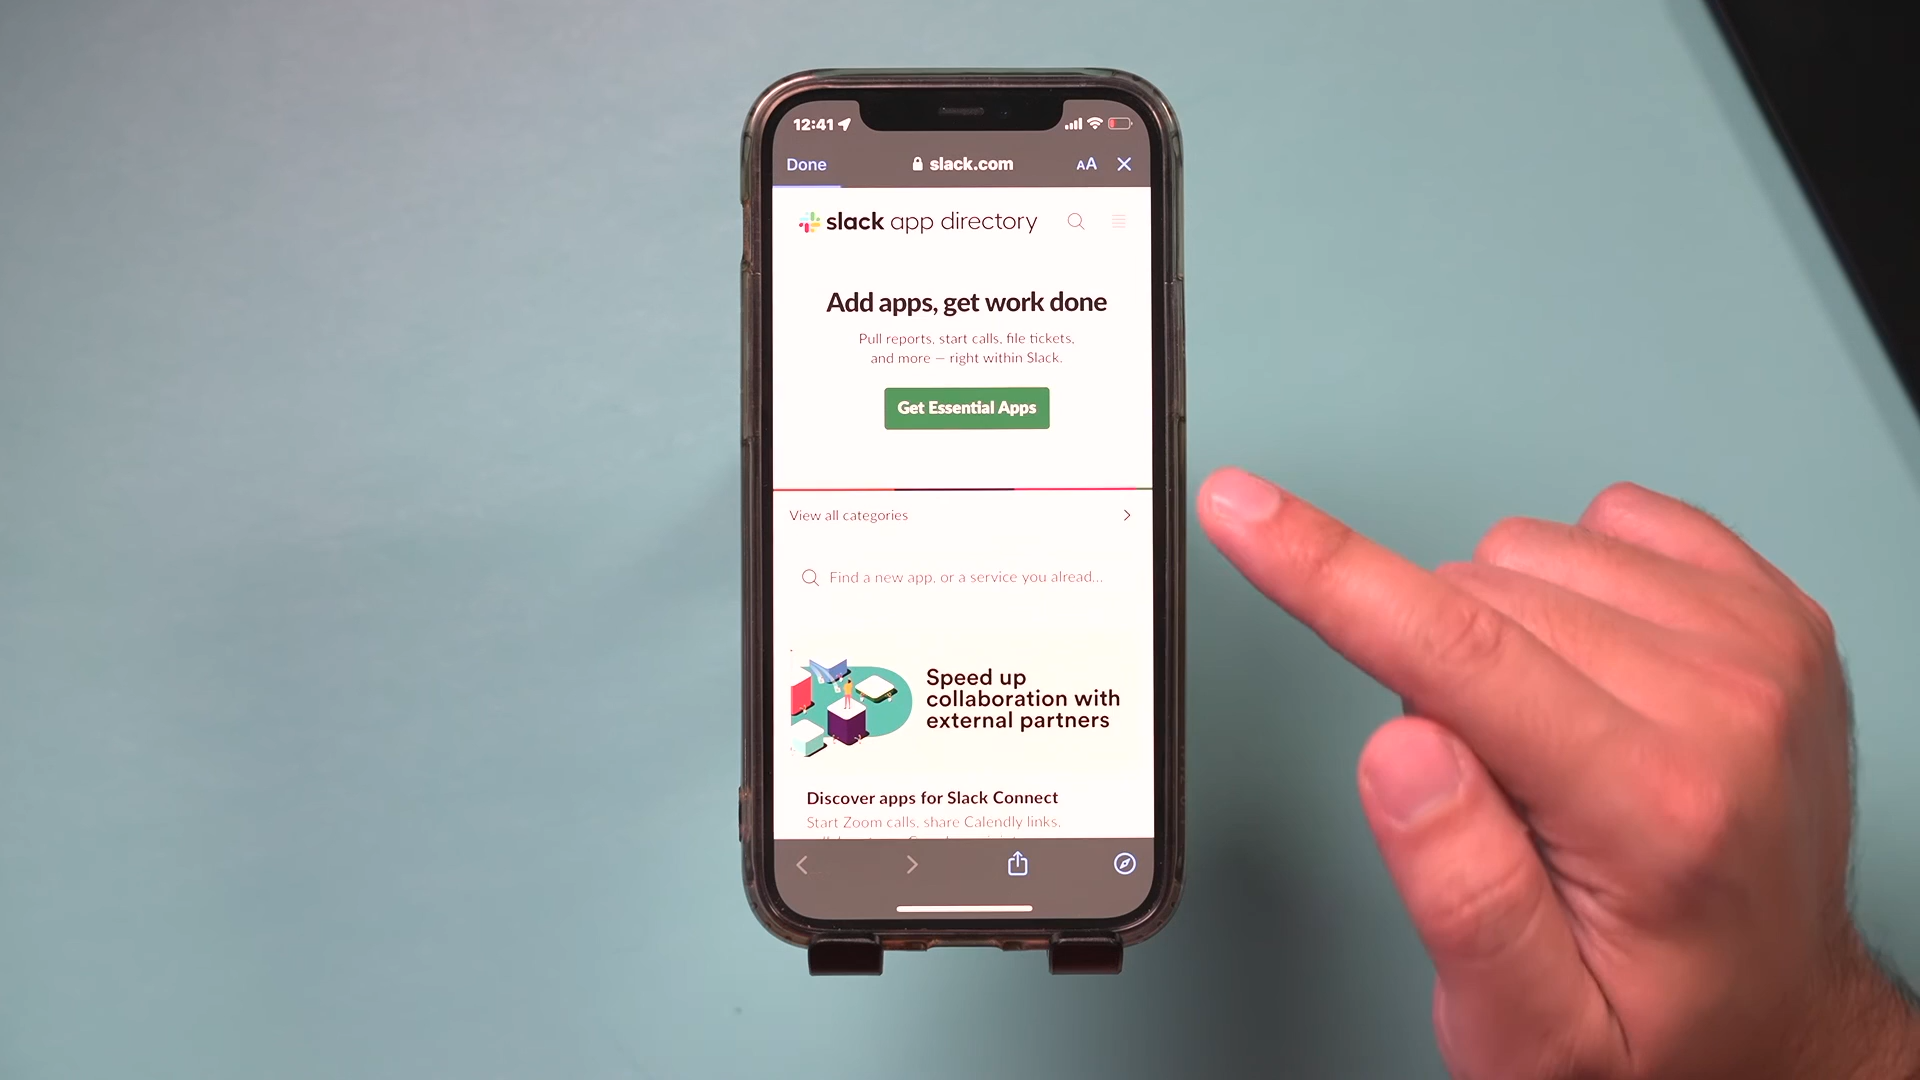 12:41
Done
slack.com
AA
slack app directory
Add apps, get work done
Pull reports, start calls, file tickets,
and more — right within Slack.
Get Essential Apps
View all categories
Find a new app, or a service you alread...
Speed up
collaboration with
external partners
Discover apps for Slack Connect
Start Zoom calls, share Calendly links,